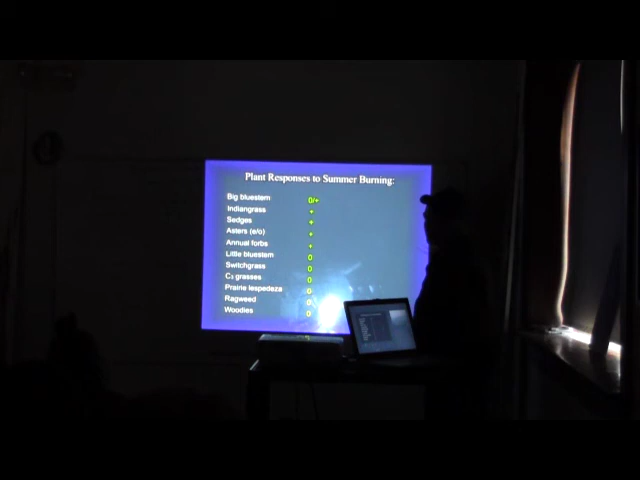 Plant Responses to Summer Burning:
Big bluestem 0/+
Indiangrass +
Sedges +
Asters (e/o) +
Annual forbs +
Little bluestem 0
Switchgrass 0
C₃ grasses 0
Prairie lespedeza 0
Ragweed 0
Woodies 0